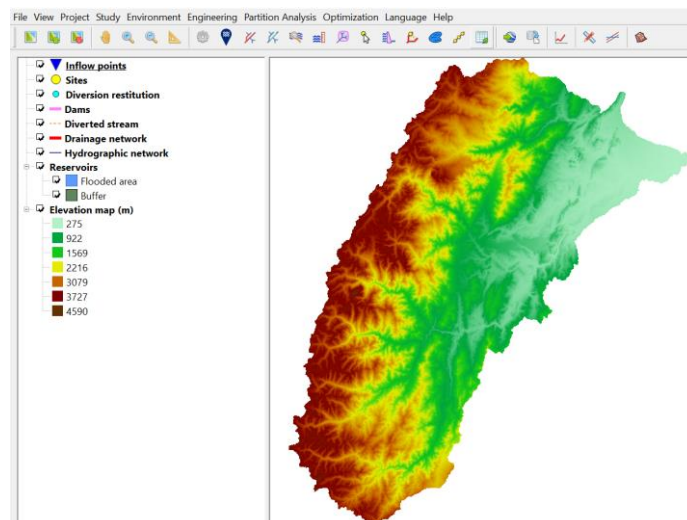 File View Project Study Environment Engineering Partition Analysis Optimization Language Help
Inflow points
Sites
Diversion restitution
Dams
Diverted stream
Drainage network
Hydrographic network
Reservoirs
Flooded area
Buffer
Elevation map (m)
275
922
1569
2216
3079
3727
4590